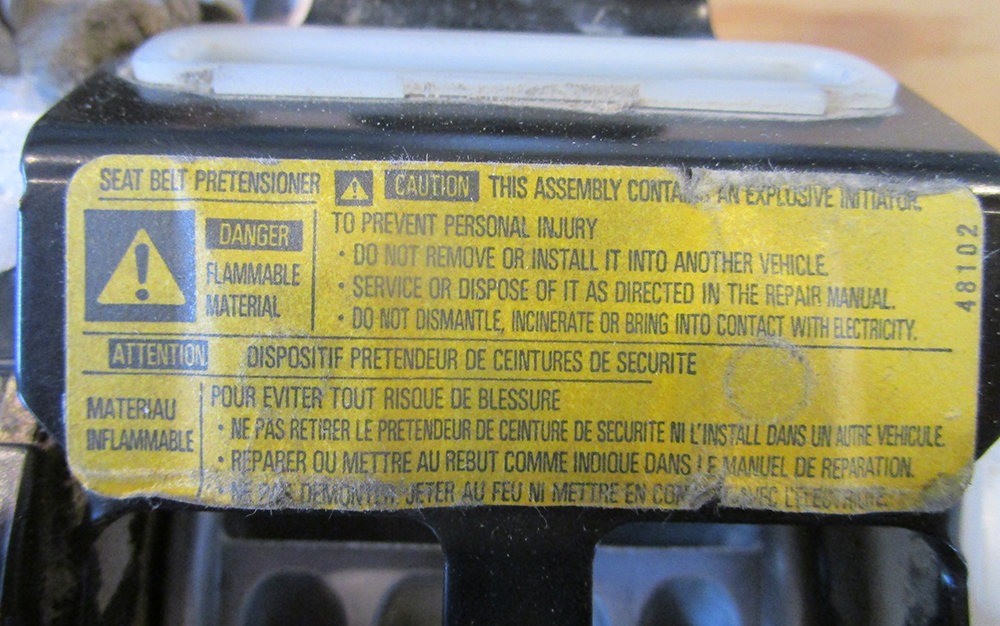 SEAT BELT PRETENSIONER
CAUTION THIS ASSEMBLY CONTA AN EXPLOSIVE INITIATOR.
DANGER
FLAMMABLE
MATERIAL
TO PREVENT PERSONAL INJURY
• DO NOT REMOVE OR INSTALL IT INTO ANOTHER VEHICLE.
• SERVICE OR DISPOSE OF IT AS DIRECTED IN THE REPAIR MANUAL.
• DO NOT DISMANTLE, INCINERATE OR BRING INTO CONTACT WITH ELECTRICITY.
48102
ATTENTION DISPOSITIF PRETENDEUR DE CEINTURES DE SECURITE
MATERIAU
INFLAMMABLE
POUR EVITER TOUT RISQUE DE BLESSURE
• NE PAS RETIRER LE PRETENDEUR DE CEINTURE DE SECURITE NI L'INSTALL DANS UN AUTRE VEHICULE.
• REPARER OU METTRE AU REBUT COMME INDIQUE DANS LE MANUEL DE REPARATION.
• NE PAS DEMONTER, JETER AU FEU NI METTRE EN CON AVEC L'ELECTRICITE.